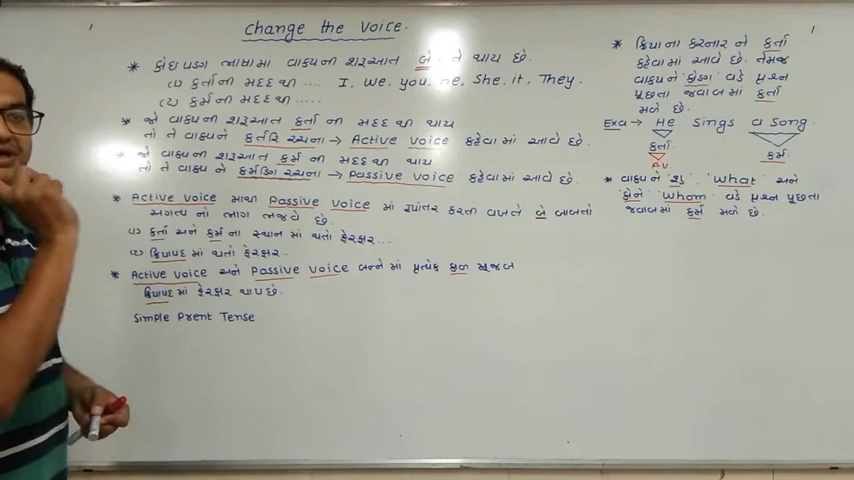 Change the Voice.
* કોઇપણ ભાષામાં વાક્યની શરૂઆત બે રીતે થાય છે.
(૧) કર્તાની મદદથી .... I, we, you, he, she, it, They.
(૨) કર્મની મદદથી .....
* જો વાક્યની શરૂઆત કર્તાની મદદથી થાય
તો તે વાક્યને કર્તરિ રચના → Active voice કહેવામાં આવે છે.
* જો વાક્યની શરૂઆત કર્મની મદદથી થાય
તો તે વાક્યને કર્મણિ રચના → Passive voice કહેવામાં આવે છે.
* Active voice માંથી Passive voice માં રૂપાંતર કરતી વખતે બે બાબતો
અગત્યનો ભાગ ભજવે છે
(૧) કર્તા અને કર્મના સ્થાનમાં થતો ફેરફાર...
(૨) ક્રિયાપદમાં થતો ફેરફાર..
* Active voice અને Passive voice બન્નેમાં પ્રત્યેક કાળ મુજબ
ક્રિયાપદમાં ફેરફાર થાય છે.
Simple Prent Tense
* ક્રિયાના કરનારને કર્તા
કહેવામાં આવે છે. તેમજ
વાક્યને 'કોણ' વડે પ્રશ્ન
પૂછતા જવાબમાં કર્તા
મળે છે.
Exa → He sings a song
કર્તા કર્મ.
A.V
* વાક્યને 'શું' 'What' અને
'કોને' 'Whom' વડે પ્રશ્ન પૂછતા
જવાબમાં કર્મ મળે છે.